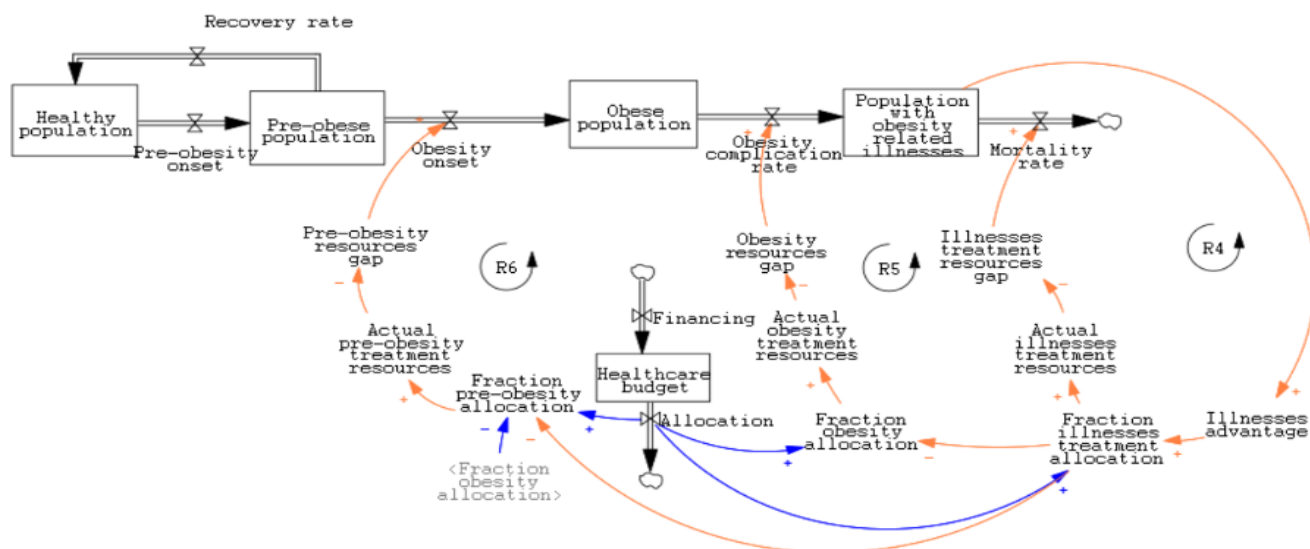 Recovery rate
Healthy
population
Pre-obesity
onset
Pre-obese
population
+
Obesity
onset
Obese
population
+
Obesity
complication
rate
Population
with
obesity
related
illnesses
+
Mortality
rate
Pre-obesity
resources
gap
–
R6
Obesity
resources
gap
–
R5
Illnesses
treatment
resources
gap
–
R4
Financing
Actual
pre-obesity
treatment
resources
+
Actual
obesity
treatment
resources
+
Actual
illnesses
treatment
resources
+
Healthcare
budget
Fraction
pre-obesity
allocation
–
–
+
Allocation
Fraction
obesity
allocation
+
–
Fraction
illnesses
treatment
allocation
+
+
Illnesses
advantage
+
<Fraction
obesity
allocation>